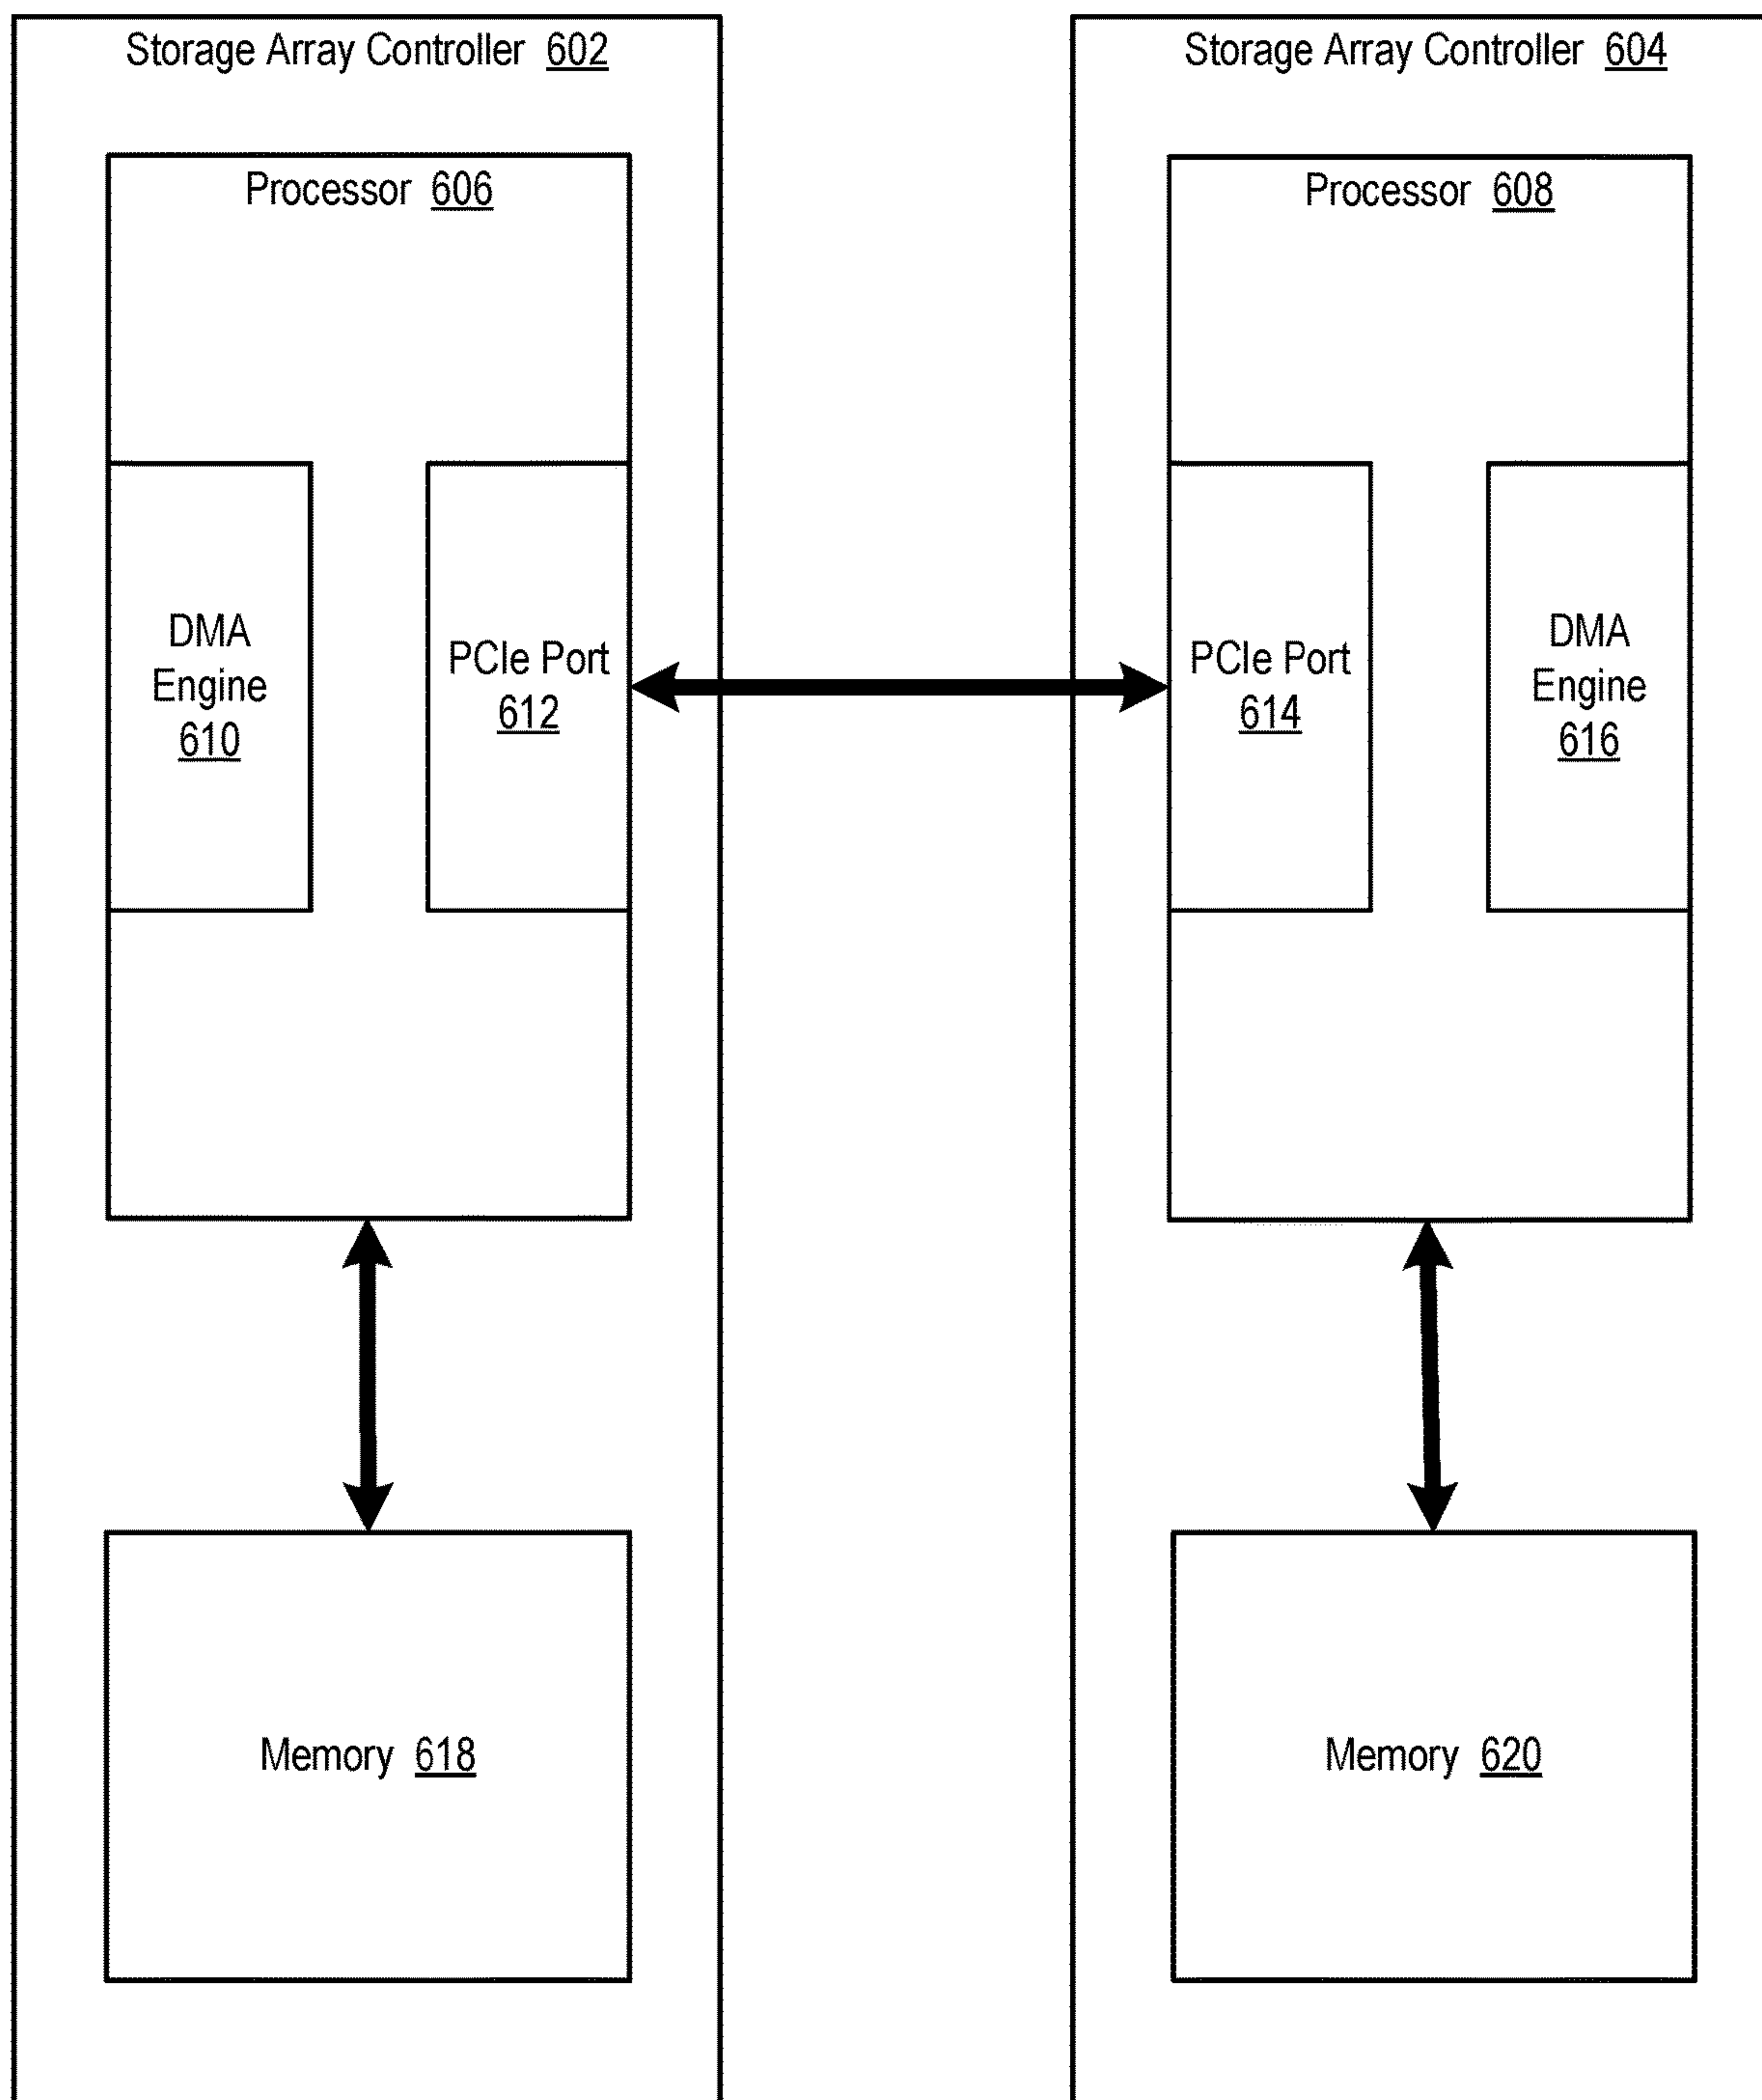 Storage Array Controller 602
Processor 606
DMA
Engine
610
PCIe Port
612
Memory 618
Storage Array Controller 604
Processor 608
PCIe Port
614
DMA
Engine
616
Memory 620